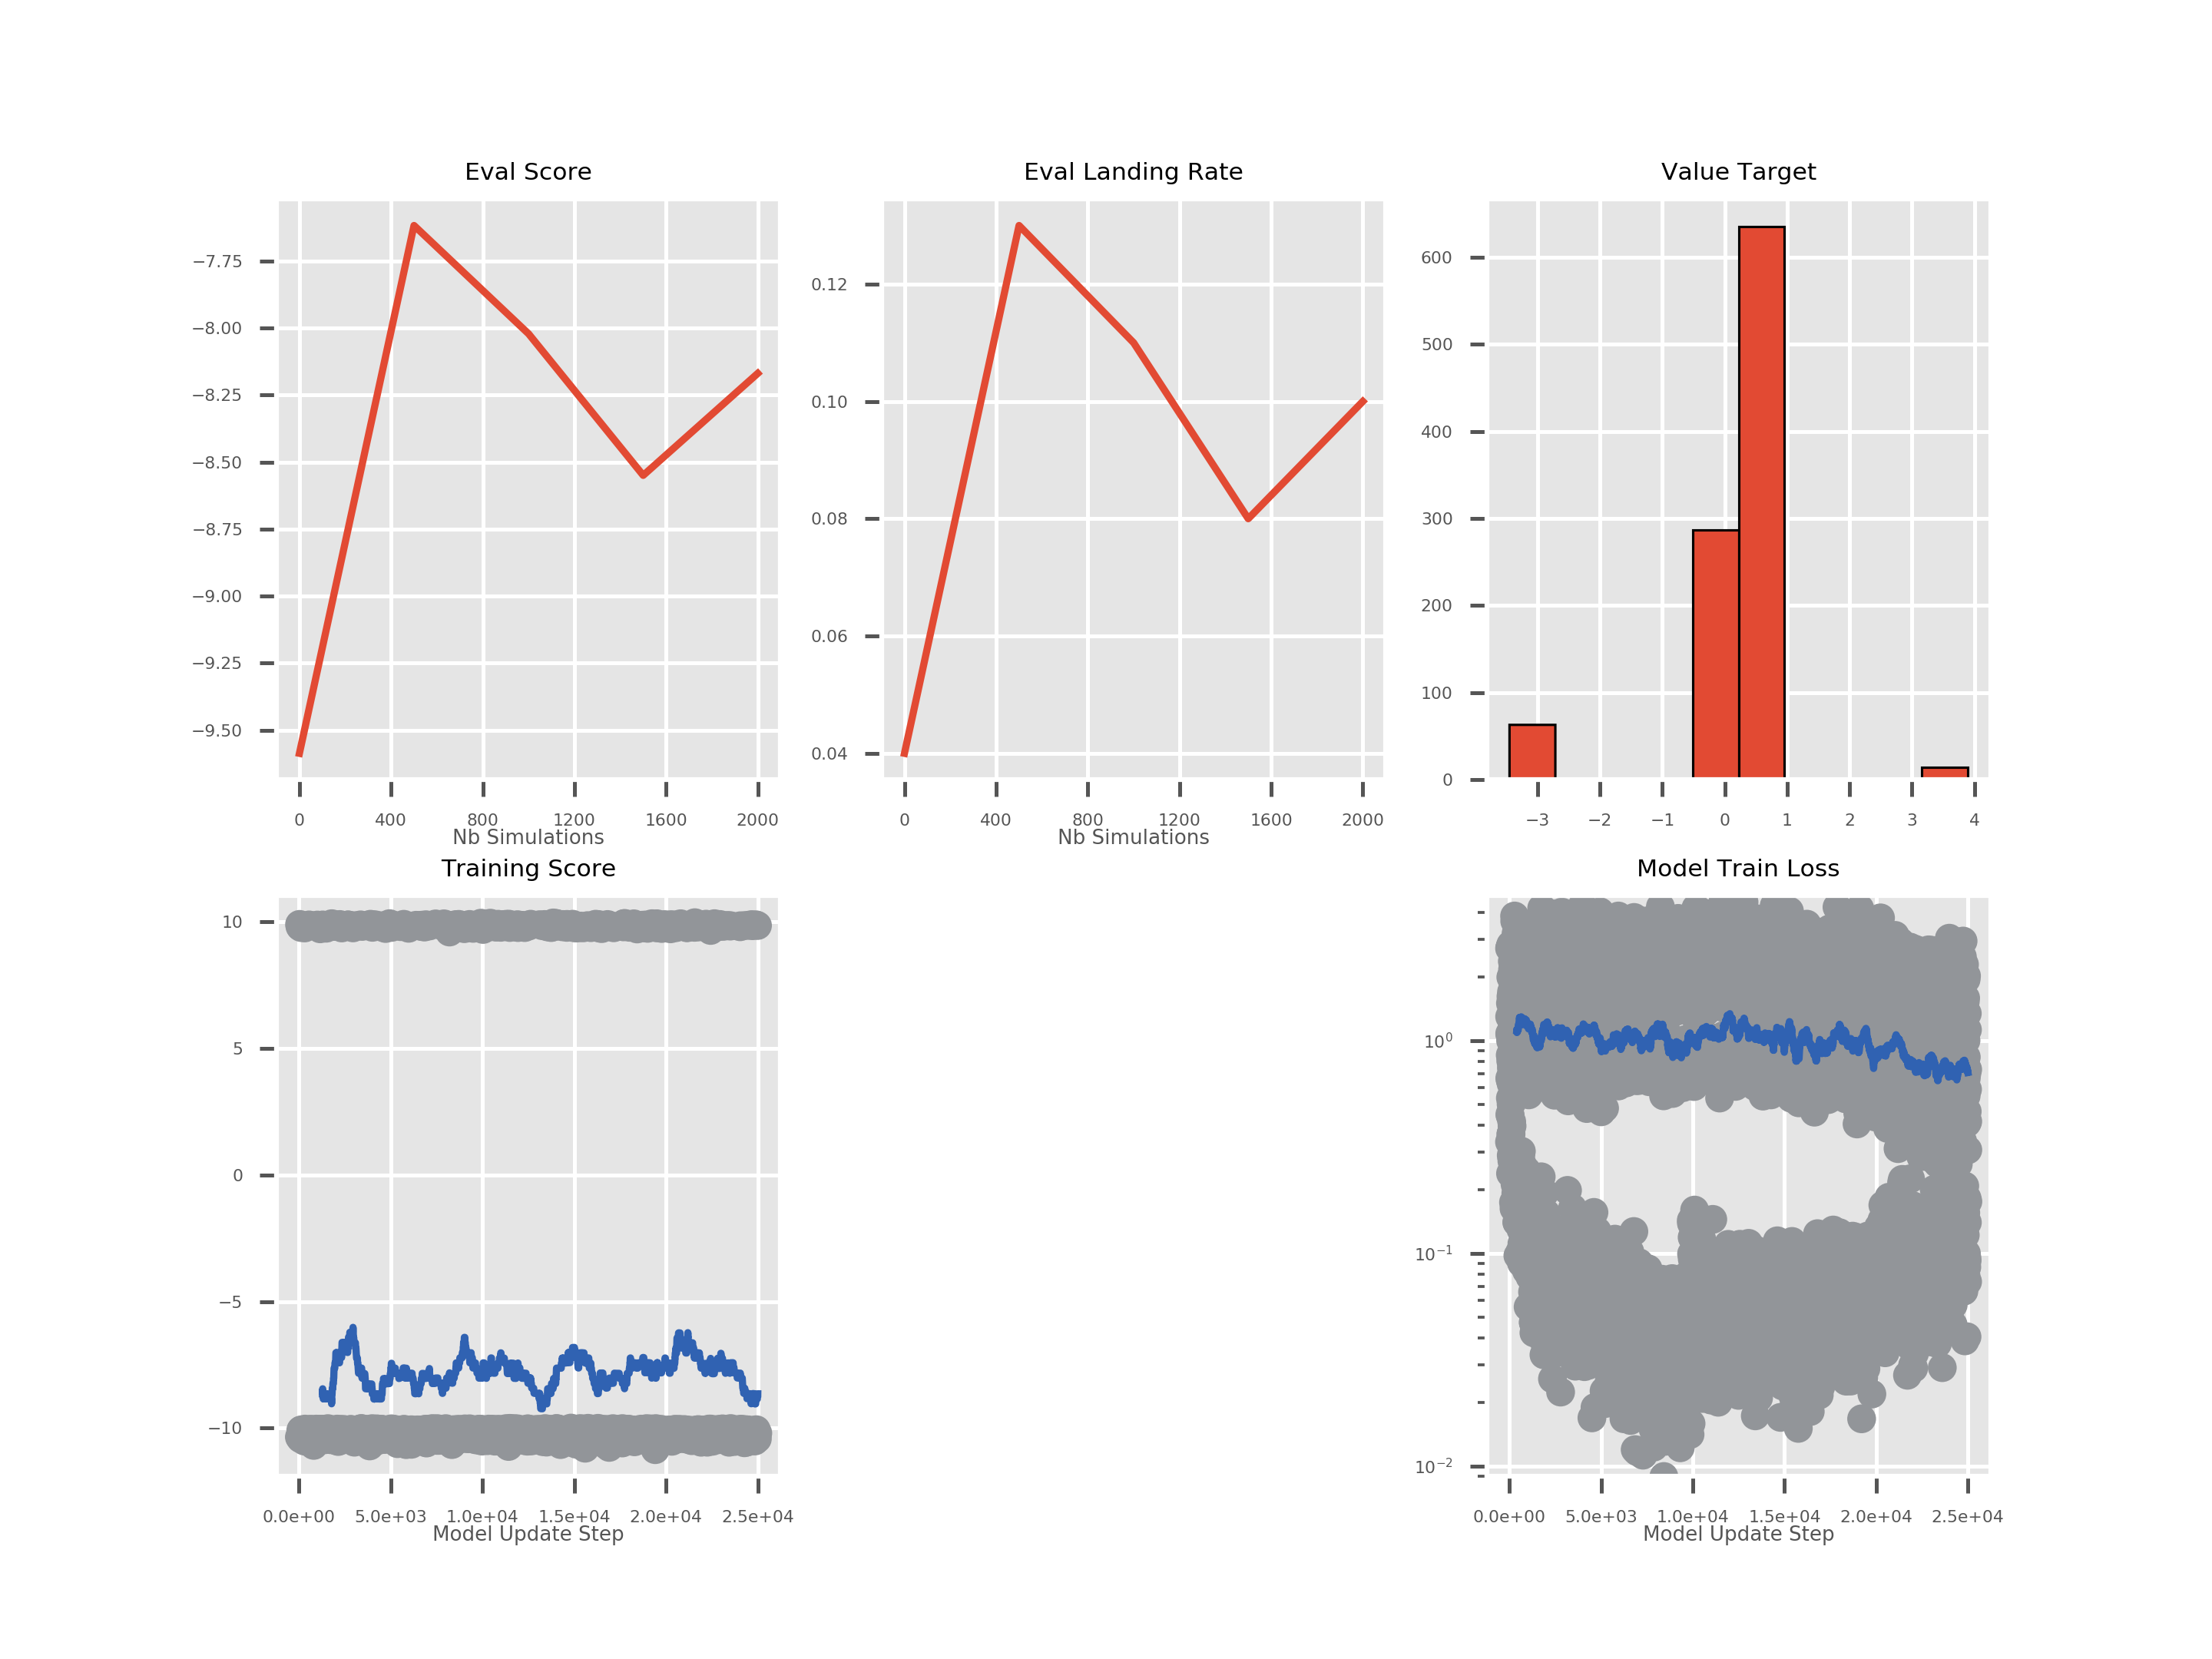 Eval Score
−7.75
−8.00
−8.25
−8.50
−8.75
−9.00
−9.25
−9.50
0 400 800 1200 1600 2000
Nb Simulations
Eval Landing Rate
0.12
0.10
0.08
0.06
0.04
0 400 800 1200 1600 2000
Nb Simulations
Value Target
600
500
400
300
200
100
0
−3 −2 −1 0 1 2 3 4
Training Score
10
5
0
−5
−10
0.0e+00 5.0e+03 1.0e+04 1.5e+04 2.0e+04 2.5e+04
Model Update Step
Model Train Loss
10⁰
10⁻¹
10⁻²
0.0e+00 5.0e+03 1.0e+04 1.5e+04 2.0e+04 2.5e+04
Model Update Step